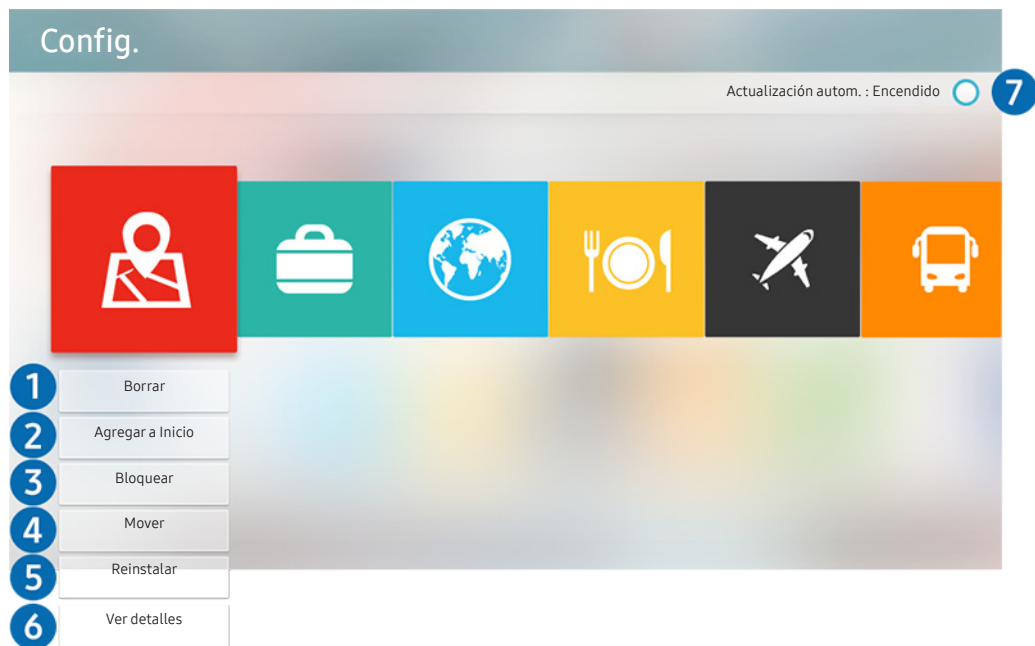 Config.
Actualización autom. : Encendido
7
1 Borrar
2 Agregar a Inicio
3 Bloquear
4 Mover
5 Reinstalar
6 Ver detalles